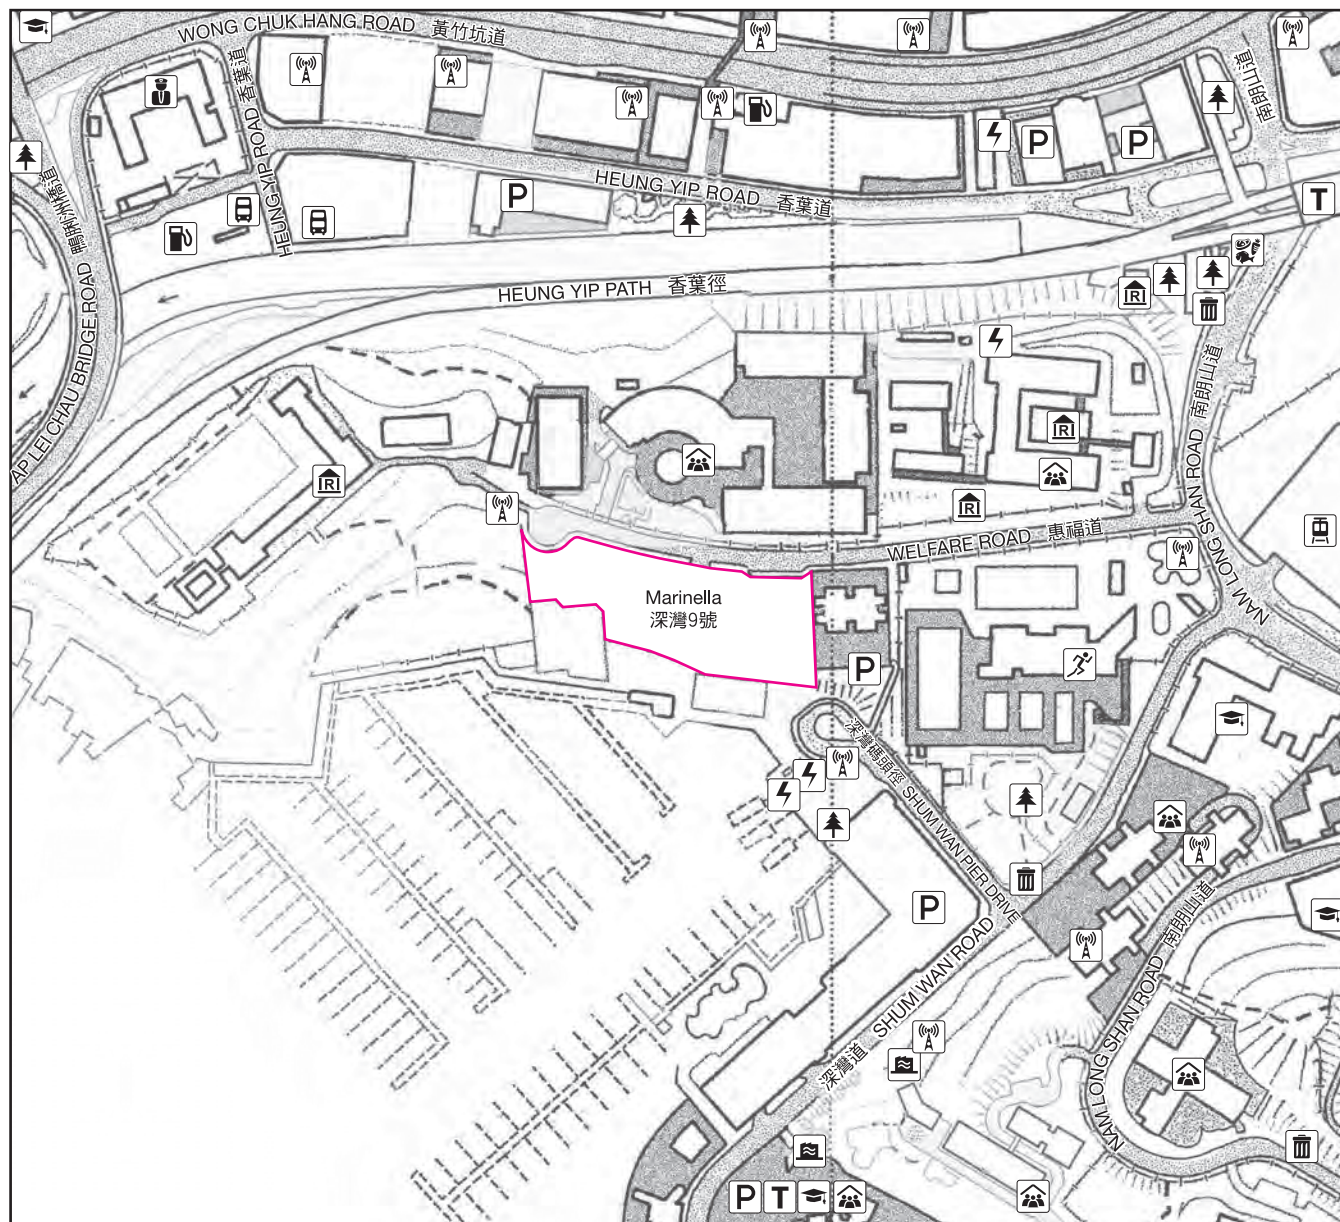 WONG CHUK HANG ROAD 黃竹坑道
南朗山道
HEUNG YIP ROAD 香葉道
HEUNG YIP ROAD 香葉道
P
P
P
T
AP LEI CHAU BRIDGE ROAD 鴨脷洲橋道
HEUNG YIP PATH 香葉徑
R
R
R
R
NAM LONG SHAN ROAD 南朗山道
WELFARE ROAD 惠福道
NAM LONG
Marinella
深灣9號
P
深灣碼頭徑 SHUM WAN PIER DRIVE
P
深灣道 SHUM WAN ROAD
NAM LONG SHAN ROAD 南朗山道
P T